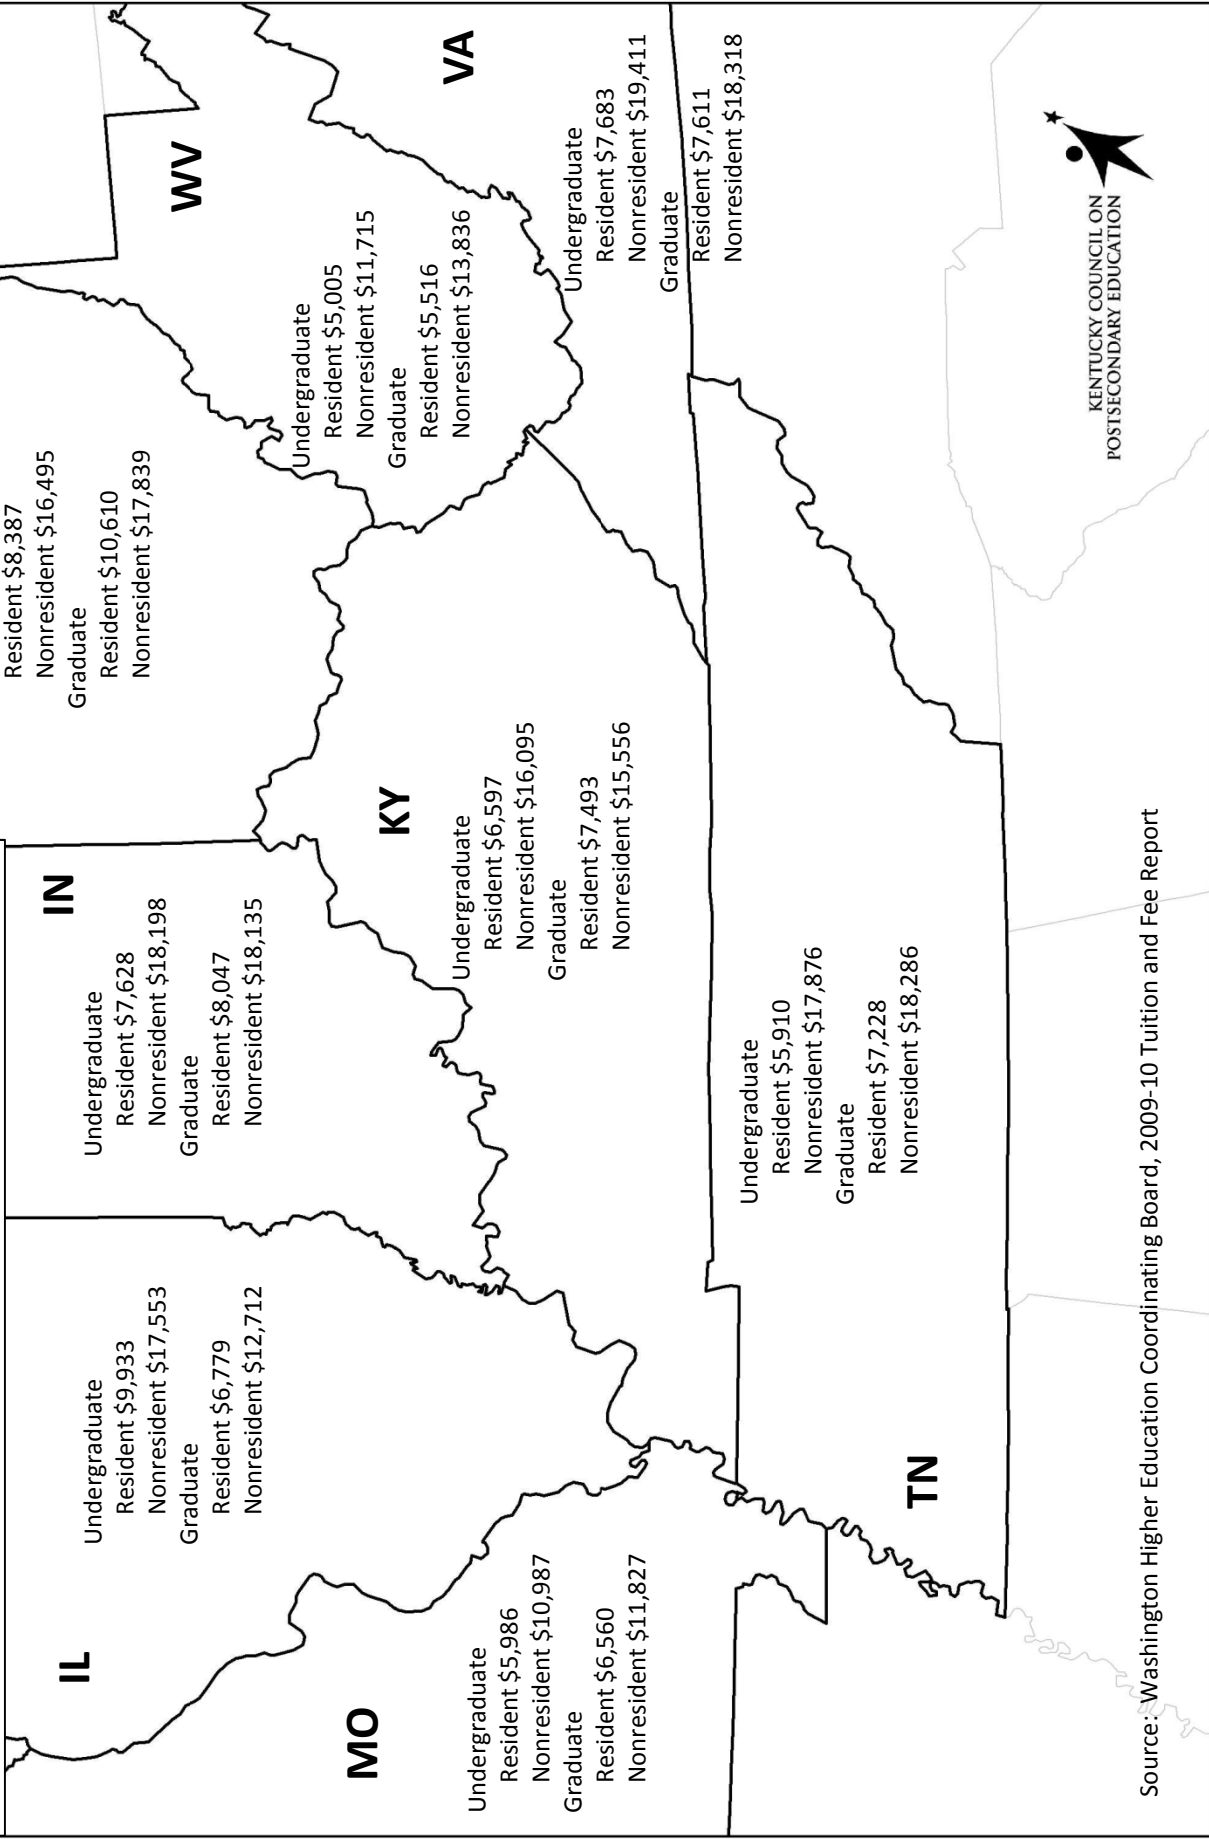 Resident $8,387
Nonresident $16,495
Graduate
Resident $10,610
Nonresident $17,839
IN
Undergraduate
Resident $7,628
Nonresident $18,198
Graduate
Resident $8,047
Nonresident $18,135
IL
Undergraduate
Resident $9,933
Nonresident $17,553
Graduate
Resident $6,779
Nonresident $12,712
WV
Undergraduate
Resident $5,005
Nonresident $11,715
Graduate
Resident $5,516
Nonresident $13,836
VA
Undergraduate
Resident $7,683
Nonresident $19,411
Graduate
Resident $7,611
Nonresident $18,318
KY
Undergraduate
Resident $6,597
Nonresident $16,095
Graduate
Resident $7,493
Nonresident $15,556
MO
Undergraduate
Resident $5,986
Nonresident $10,987
Graduate
Resident $6,560
Nonresident $11,827
Undergraduate
Resident $5,910
Nonresident $17,876
Graduate
Resident $7,228
Nonresident $18,286
TN
KENTUCKY COUNCIL ON
POSTSECONDARY EDUCATION
Source: Washington Higher Education Coordinating Board, 2009-10 Tuition and Fee Report